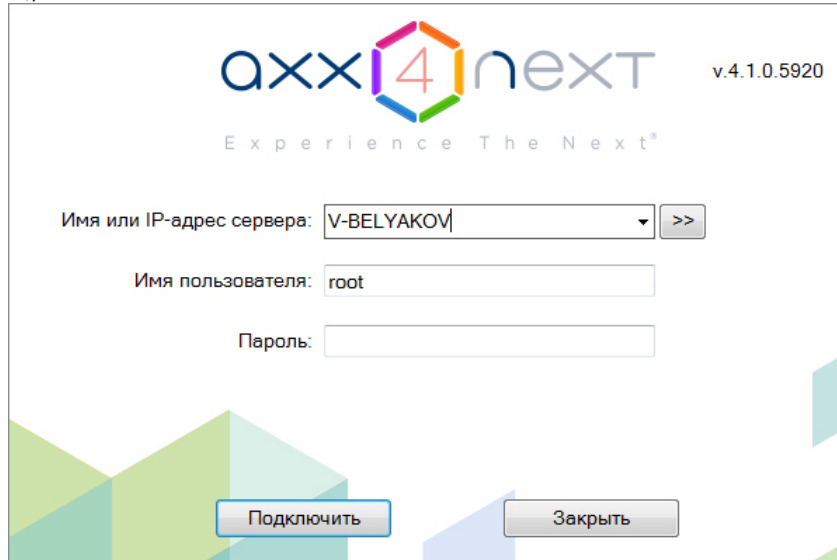 axx4next
v.4.1.0.5920
Experience The Next®
Имя или IP-адрес сервера: V-BELYAKOV >>
Имя пользователя: root
Пароль:
Подключить Закрыть